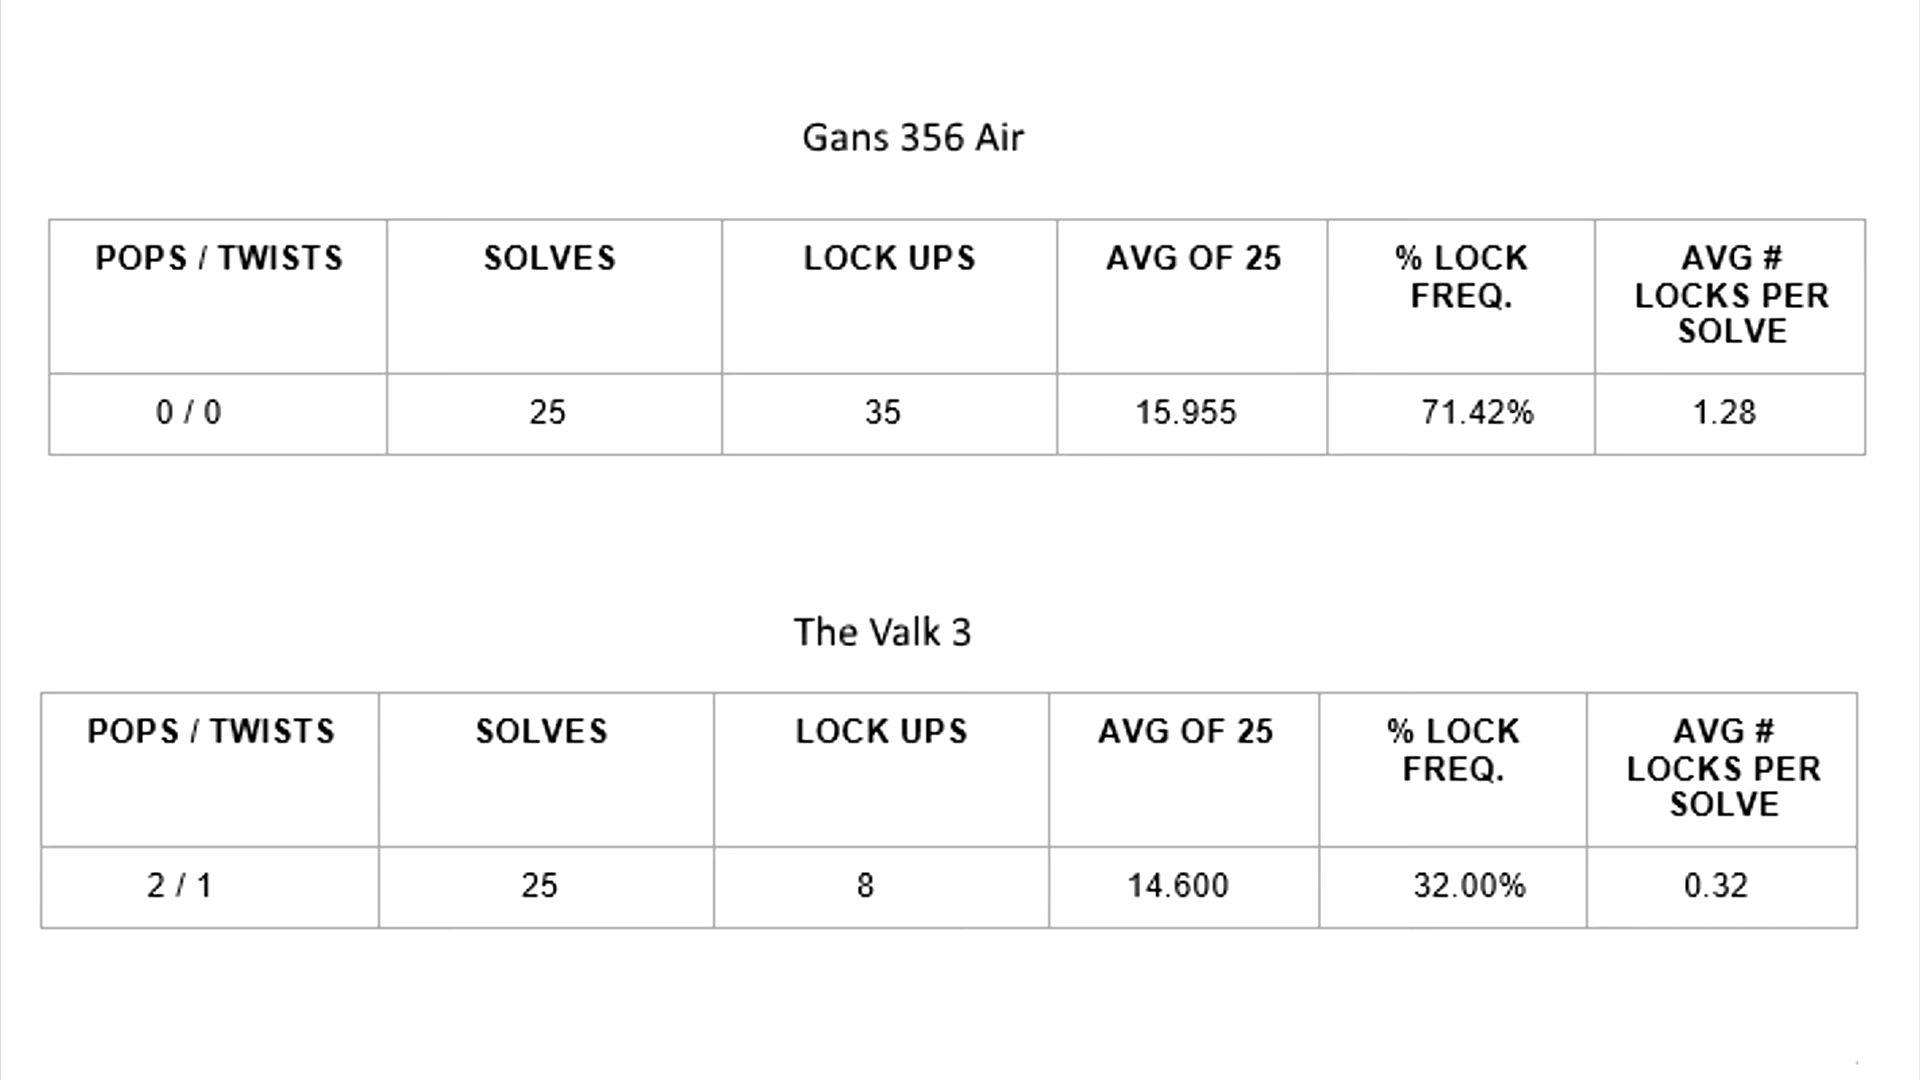 Gans 356 Air
POPS / TWISTS SOLVES LOCK UPS AVG OF 25 % LOCK FREQ. AVG # LOCKS PER SOLVE
0 / 0 25 35 15.955 71.42% 1.28
The Valk 3
POPS / TWISTS SOLVES LOCK UPS AVG OF 25 % LOCK FREQ. AVG # LOCKS PER SOLVE
2 / 1 25 8 14.600 32.00% 0.32